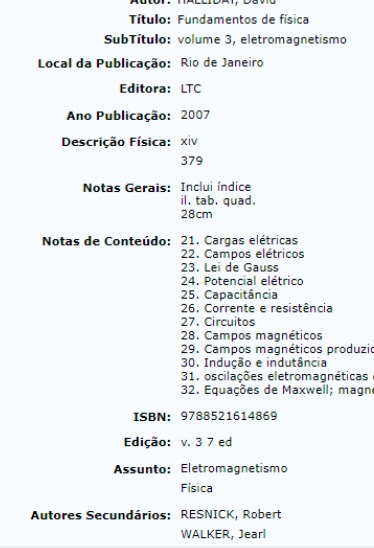 Autor: HALLIDAY, David
Título: Fundamentos de física
SubTítulo: volume 3, eletromagnetismo
Local da Publicação: Rio de Janeiro
Editora: LTC
Ano Publicação: 2007
Descrição Física: xiv
379
Notas Gerais: Inclui índice
il. tab. quad.
28cm
Notas de Conteúdo: 21. Cargas elétricas
22. Campos elétricos
23. Lei de Gauss
24. Potencial elétrico
25. Capacitância
26. Corrente e resistência
27. Circuitos
28. Campos magnéticos
29. Campos magnéticos
30. Indução e indutância
31. oscilações eletromagnéticas
32. Equações de Maxwell;
ISBN: 9788521614869
Edição: v. 3 7 ed
Assunto: Eletromagnetismo
Física
Autores Secundários: RESNICK, Robert
WALKER, Jearl